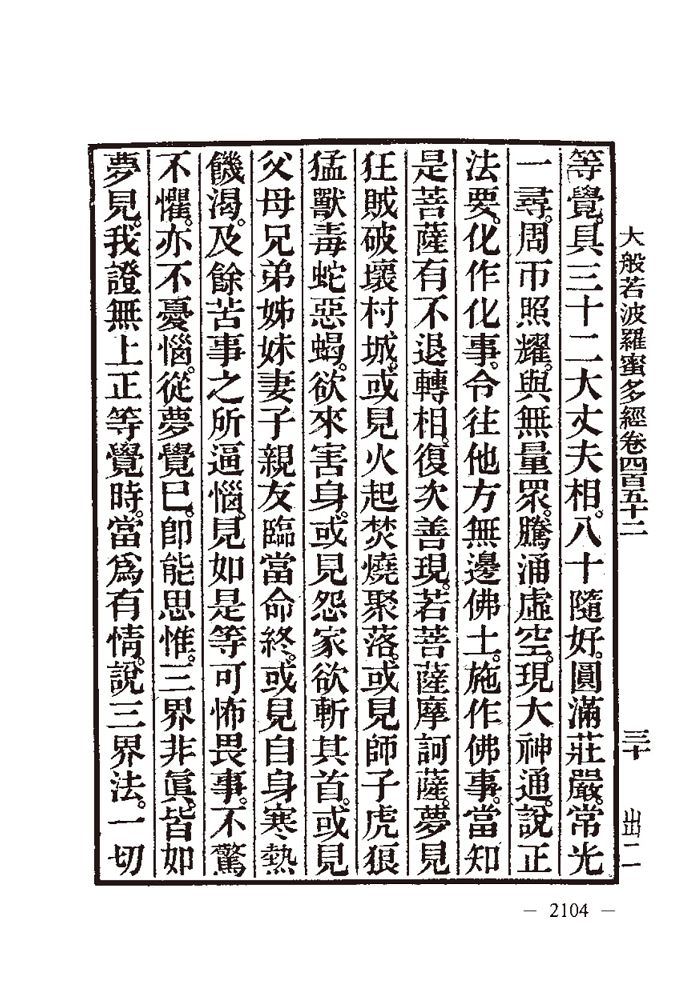 大般若波羅蜜多經卷四百五十二 三十 出二
等覺。具三十二大丈夫相。八十隨好。圓滿莊嚴。常光
一尋。周帀照耀。與無量眾。騰涌虛空。現大神通。說正
法要。化作化事。令往他方無邊佛土。施作佛事。當知
是菩薩有不退轉相。復次善現。若菩薩摩訶薩。夢見
狂賊破壞村城。或見火起焚燒聚落。或見師子虎狼
猛獸毒蛇惡蝎。欲來害身。或見怨家欲斬其首。或見
父母兄弟姊妹妻子親友臨當命終。或見自身寒熱
饑渴。及餘苦事之所逼惱。見如是等可怖畏事。不驚
不懼。亦不憂惱。從夢覺已。卽能思惟。三界非眞。皆如
夢見。我證無上正等覺時。當爲有情。說三界法。一切
— 2104 —